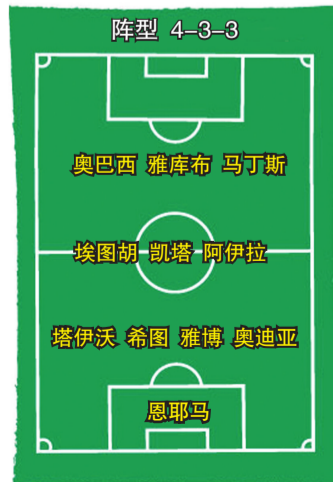 阵型 4-3-3
奥巴西 雅库布 马丁斯
埃图胡 凯塔 阿伊拉
塔伊沃 希图 雅博 奥迪亚
恩耶马